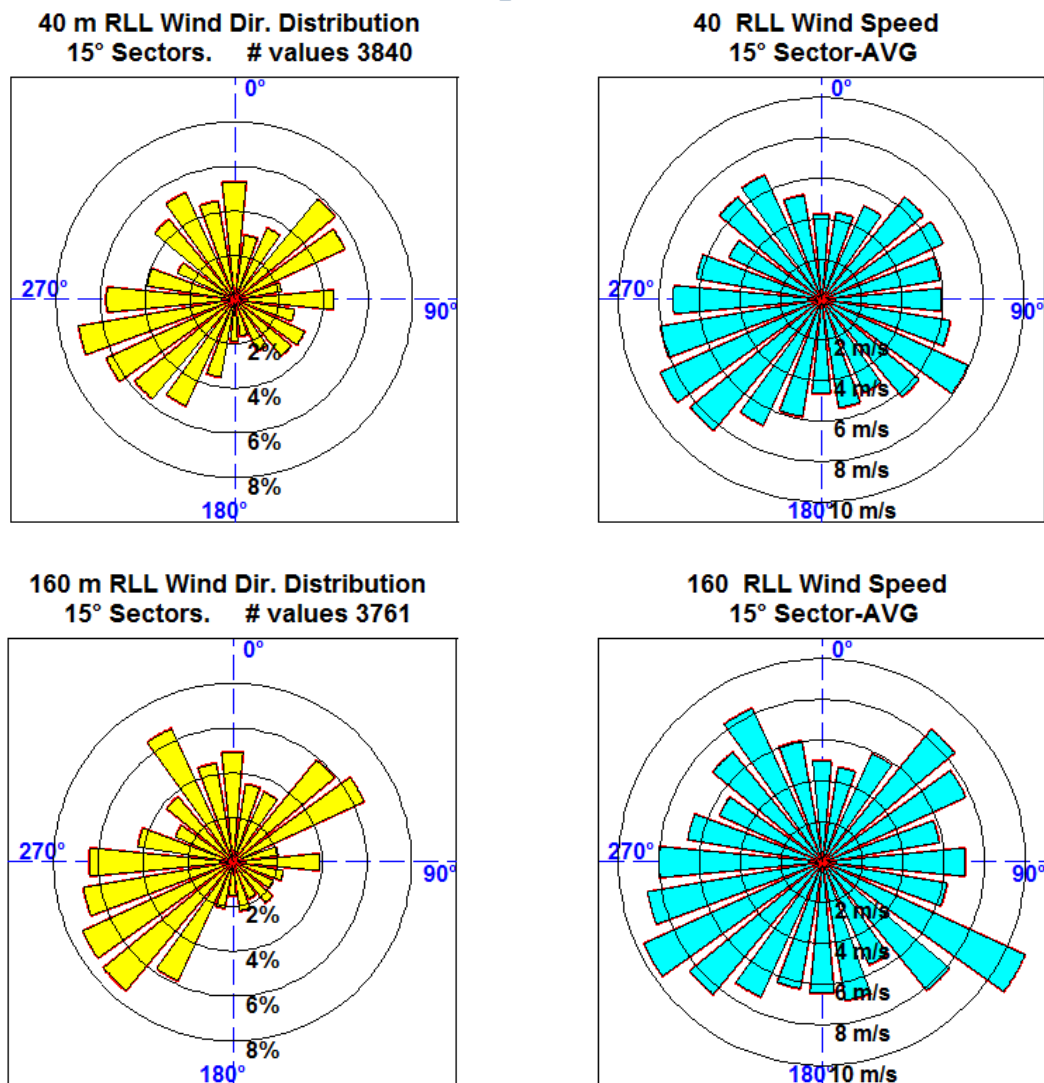 40 m RLL Wind Dir. Distribution
15° Sectors. # values 3840
0°
270°
90°
2%
4%
6%
8%
180°
40 RLL Wind Speed
15° Sector-AVG
0°
270°
90°
2 m/s
4 m/s
6 m/s
8 m/s
180°
10 m/s
160 m RLL Wind Dir. Distribution
15° Sectors. # values 3761
0°
270°
90°
2%
4%
6%
8%
180°
160 RLL Wind Speed
15° Sector-AVG
0°
270°
90°
2 m/s
4 m/s
6 m/s
8 m/s
180°
10 m/s